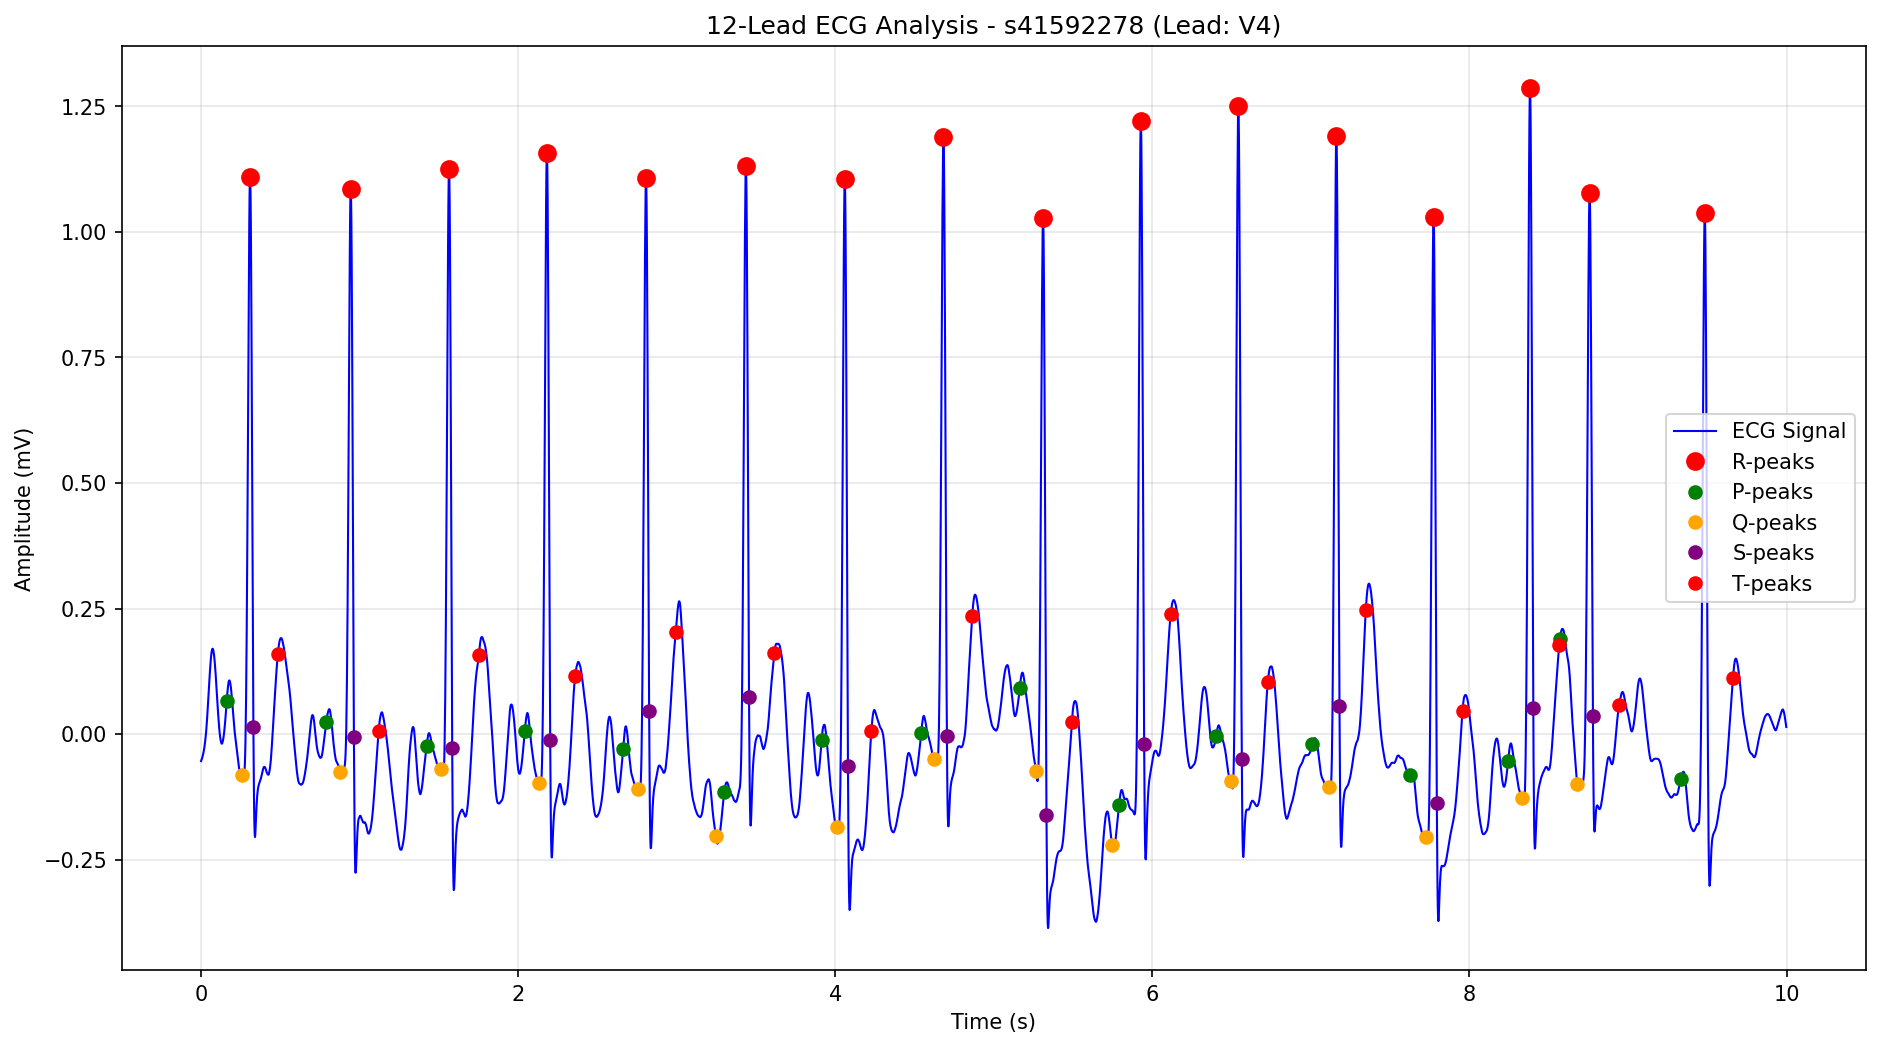 12-Lead ECG Analysis - s41592278 (Lead: V4)
Amplitude (mV)
1.25
1.00
0.75
0.50
0.25
0.00
−0.25
ECG Signal
R-peaks
P-peaks
Q-peaks
S-peaks
T-peaks
0 2 4 6 8 10
Time (s)